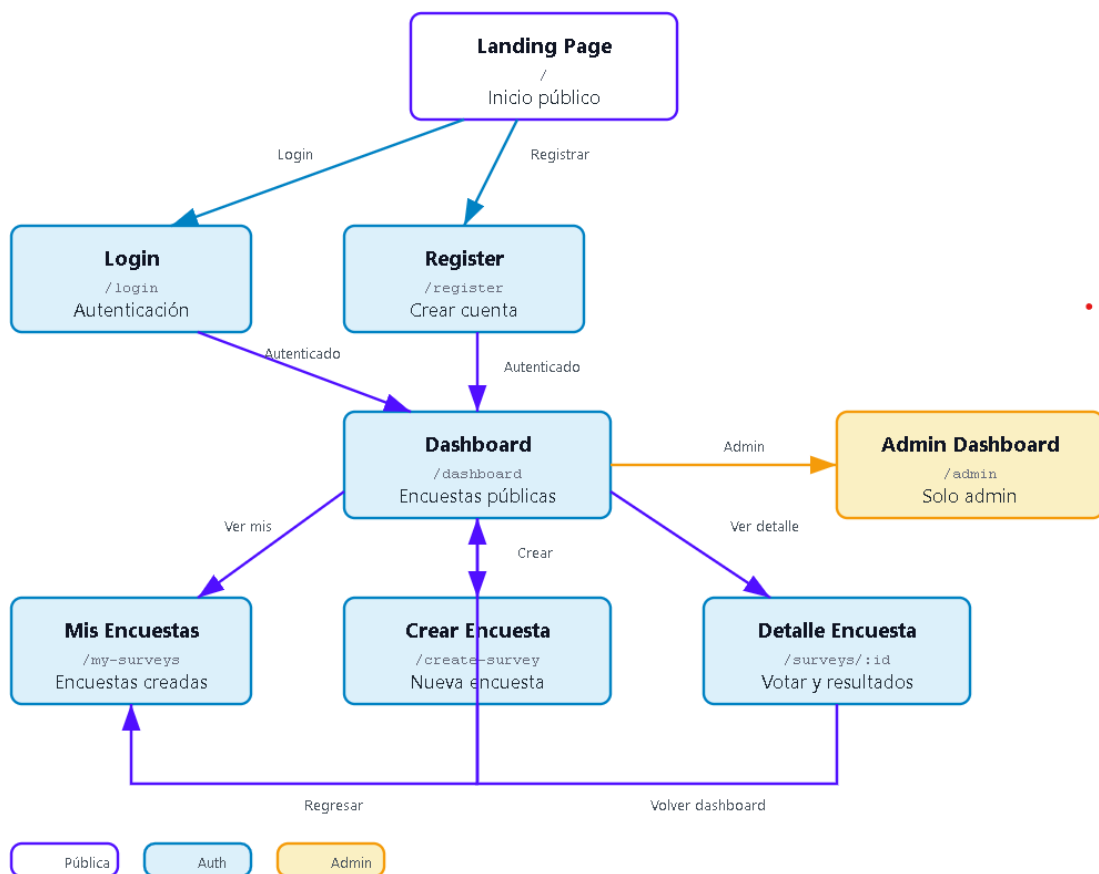 Landing Page
/
Inicio público
Login
Registrar
Login
/login
Autenticación
Register
/register
Crear cuenta
Autenticado
Autenticado
Dashboard
/dashboard
Encuestas públicas
Admin
Admin Dashboard
/admin
Solo admin
Ver mis
Crear
Ver detalle
Mis Encuestas
/my-surveys
Encuestas creadas
Crear Encuesta
/create-survey
Nueva encuesta
Detalle Encuesta
/surveys/:id
Votar y resultados
Regresar
Volver dashboard
Pública
Auth
Admin